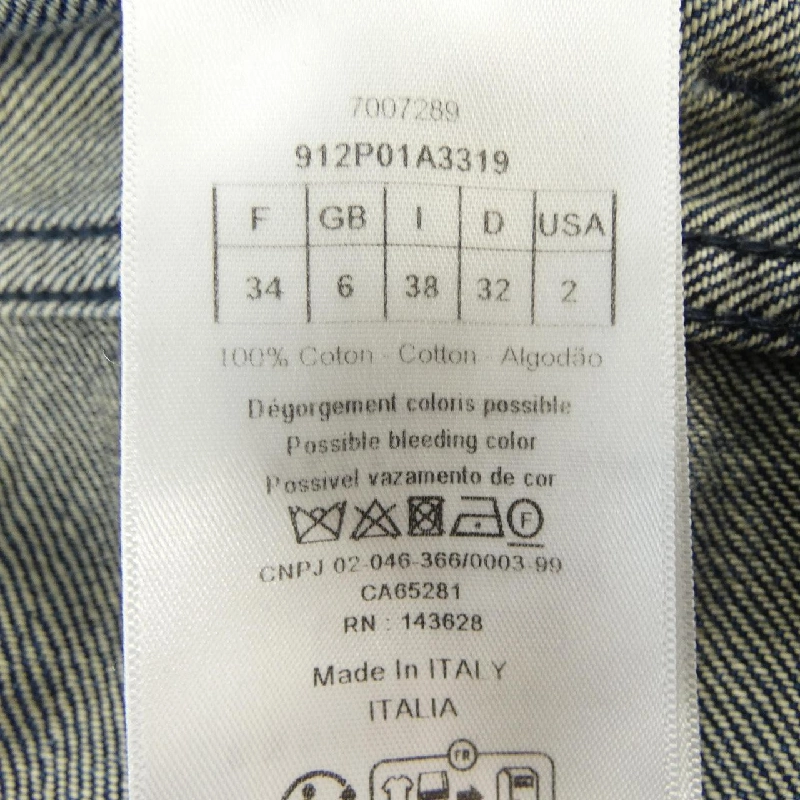 7007289
912P01A3319
F GB I D USA
34 6 38 32 2
100% Coton - Cotton - Algodão
Dégorgement coloris possible
Possible bleeding color
Possivel vazamento de cor
F
CNPJ 02-046-366/0003-99
CA65281
RN : 143628
Made In ITALY
ITALIA
FR